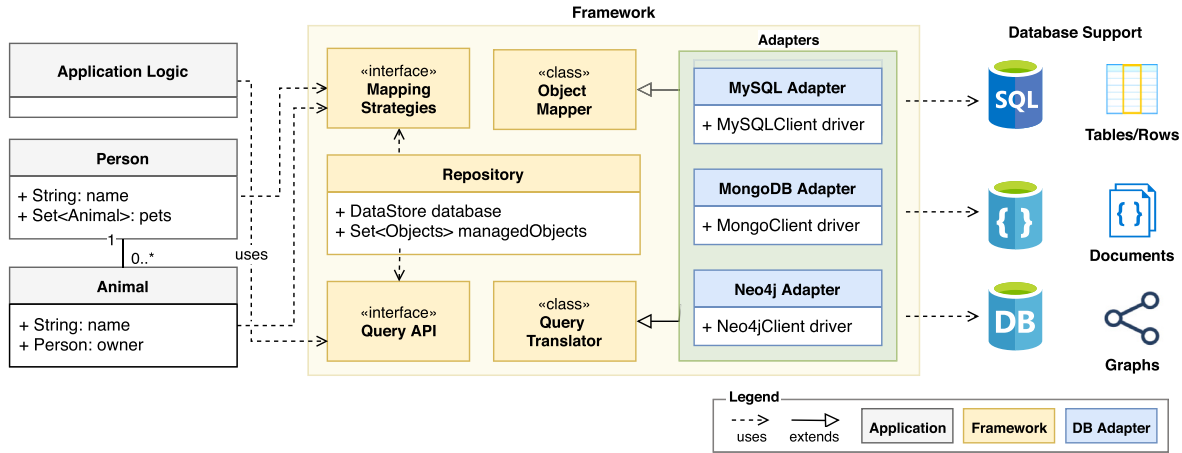 Framework
Application Logic
Person
+ String: name
+ Set<Animal>: pets
1
0..*
Animal
+ String: name
+ Person: owner
uses
«interface»
Mapping
Strategies
«class»
Object
Mapper
Repository
+ DataStore database
+ Set<Objects> managedObjects
«interface»
Query API
«class»
Query
Translator
Adapters
MySQL Adapter
+ MySQLClient driver
MongoDB Adapter
+ MongoClient driver
Neo4j Adapter
+ Neo4jClient driver
Database Support
SQL
Tables/Rows
{ }
{ }
Documents
DB
Graphs
Legend
uses
extends
Application
Framework
DB Adapter